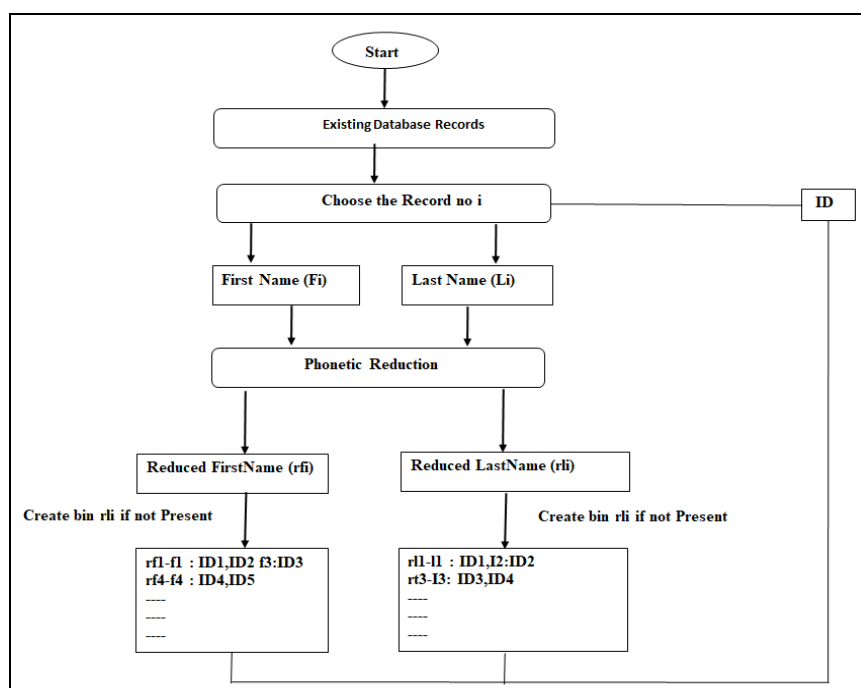 Start
Existing Database Records
Choose the Record no i
ID
First Name (Fi)
Last Name (Li)
Phonetic Reduction
Reduced FirstName (rfi)
Reduced LastName (rli)
Create bin rli if not Present
Create bin rli if not Present
rf1-f1 : ID1,ID2 f3:ID3
rf4-f4 : ID4,ID5
----
----
----
rl1-l1 : ID1,I2:ID2
rt3-I3: ID3,ID4
----
----
----